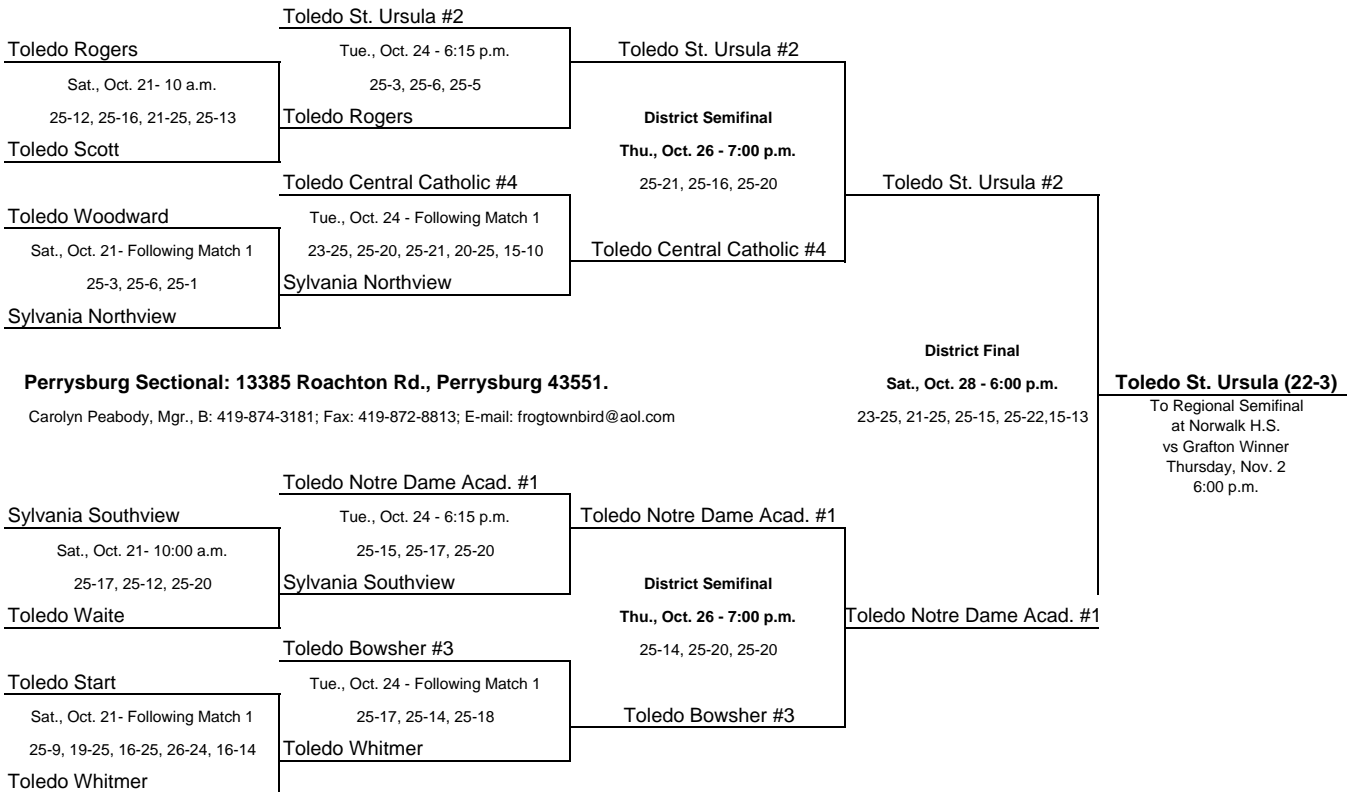 Toledo St. Ursula #2
Toledo Rogers
Tue., Oct. 24 - 6:15 p.m.
Toledo St. Ursula #2
Sat., Oct. 21- 10 a.m.
25-3, 25-6, 25-5
25-12, 25-16, 21-25, 25-13
Toledo Rogers
District Semifinal
Toledo Scott
Thu., Oct. 26 - 7:00 p.m.
Toledo Central Catholic #4
25-21, 25-16, 25-20
Toledo St. Ursula #2
Toledo Woodward
Tue., Oct. 24 - Following Match 1
Sat., Oct. 21- Following Match 1
23-25, 25-20, 25-21, 20-25, 15-10
Toledo Central Catholic #4
25-3, 25-6, 25-1
Sylvania Northview
Sylvania Northview
District Final
Perrysburg Sectional: 13385 Roachton Rd., Perrysburg 43551.
Sat., Oct. 28 - 6:00 p.m.
Toledo St. Ursula (22-3)
Carolyn Peabody, Mgr., B: 419-874-3181; Fax: 419-872-8813; E-mail: frogtownbird@aol.com
23-25, 21-25, 25-15, 25-22,15-13
To Regional Semifinal
at Norwalk H.S.
vs Grafton Winner
Thursday, Nov. 2
6:00 p.m.
Toledo Notre Dame Acad. #1
Sylvania Southview
Tue., Oct. 24 - 6:15 p.m.
Toledo Notre Dame Acad. #1
Sat., Oct. 21- 10:00 a.m.
25-15, 25-17, 25-20
25-17, 25-12, 25-20
Sylvania Southview
District Semifinal
Toledo Waite
Thu., Oct. 26 - 7:00 p.m.
Toledo Notre Dame Acad. #1
Toledo Bowsher #3
25-14, 25-20, 25-20
Toledo Start
Tue., Oct. 24 - Following Match 1
Sat., Oct. 21- Following Match 1
25-17, 25-14, 25-18
Toledo Bowsher #3
25-9, 19-25, 16-25, 26-24, 16-14
Toledo Whitmer
Toledo Whitmer